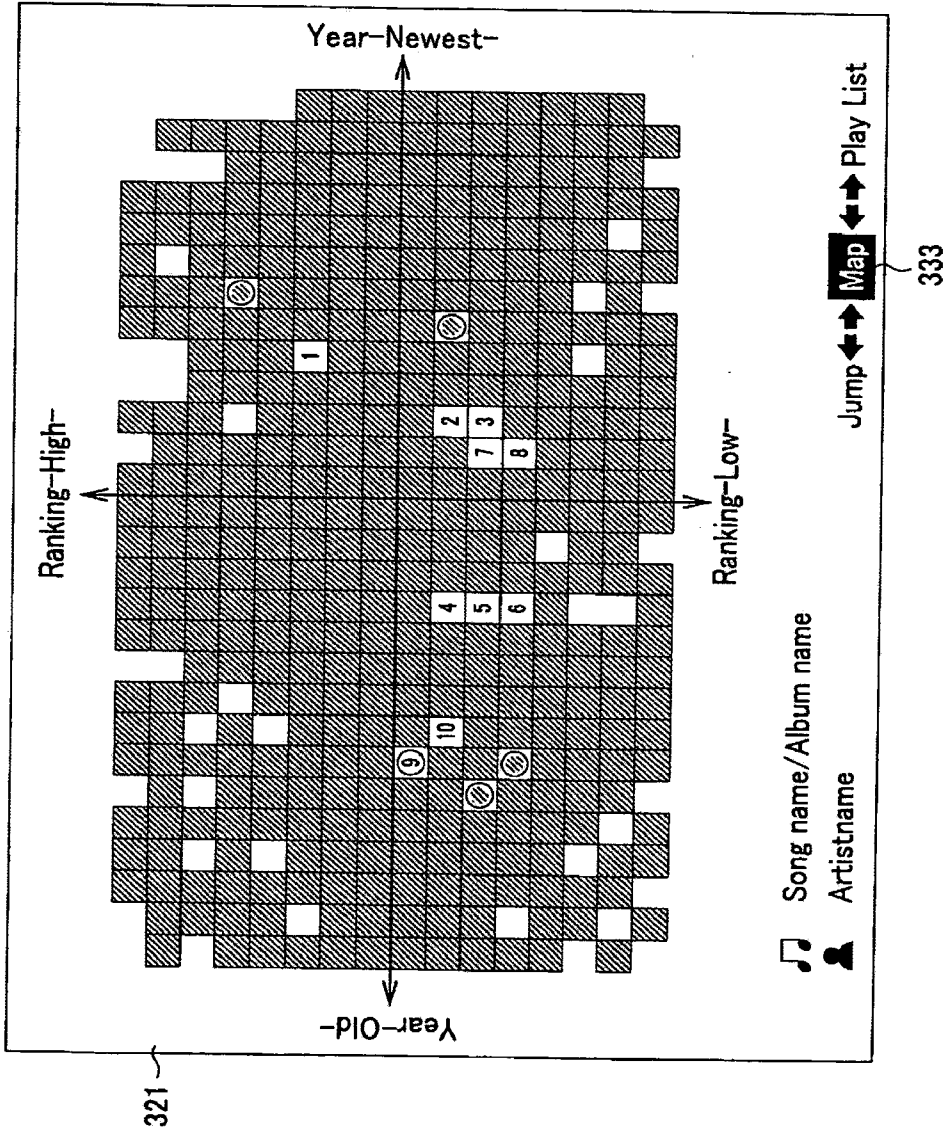 Ranking-High-
Year-Newest-
1
2
3
7
8
4
5
6
10
9
Year-Old-
Ranking-Low-
Song name/Album name
Artistname
Jump
Map
Play List
321
333